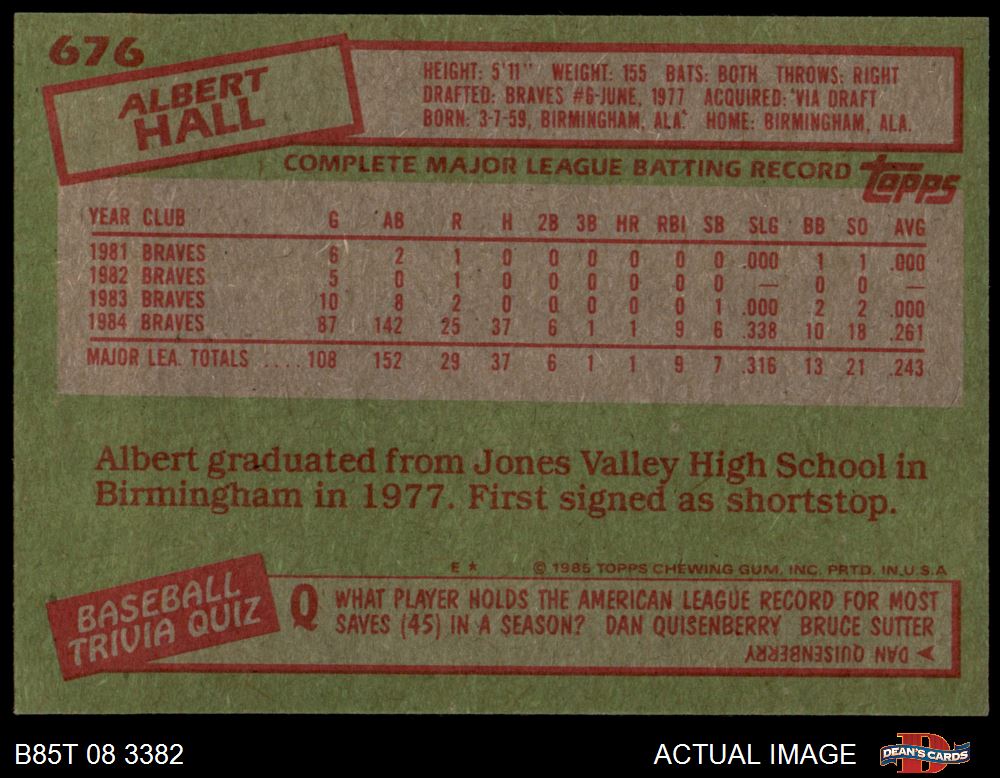 676
ALBERT
HALL
HEIGHT: 5'11" WEIGHT: 155 BATS: BOTH THROWS: RIGHT
DRAFTED: BRAVES #6-JUNE, 1977 ACQUIRED: VIA DRAFT
BORN: 3-7-59, BIRMINGHAM, ALA. HOME: BIRMINGHAM, ALA.
COMPLETE MAJOR LEAGUE BATTING RECORD topps
YEAR CLUB G AB R H 2B 3B HR RBI SB SLG BB SO AVG
1981 BRAVES 6 2 1 0 0 0 0 0 0 .000 1 1 .000
1982 BRAVES 5 0 1 0 0 0 0 0 0 — 0 0 —
1983 BRAVES 10 8 2 0 0 0 0 0 1 .000 2 2 .000
1984 BRAVES 87 142 25 37 6 1 1 9 6 .338 10 18 .261
MAJOR LEA. TOTALS .... 108 152 29 37 6 1 1 9 7 .316 13 21 .243
Albert graduated from Jones Valley High School in
Birmingham in 1977. First signed as shortstop.
E * © 1985 TOPPS CHEWING GUM, INC. PRTD. IN U.S.A
BASEBALL
TRIVIA QUIZ
Q WHAT PLAYER HOLDS THE AMERICAN LEAGUE RECORD FOR MOST
SAVES (45) IN A SEASON? DAN QUISENBERRY BRUCE SUTTER
DAN QUISENBERRY
B85T 08 3382
ACTUAL IMAGE
DEAN'S CARDS